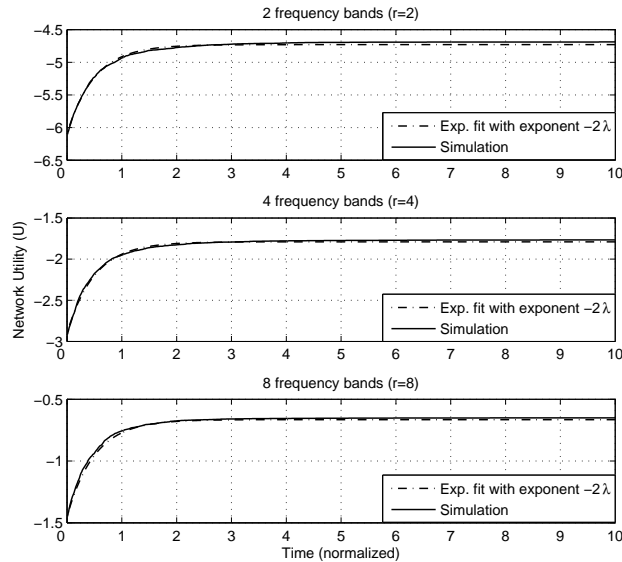 2 frequency bands (r=2)
−4.5
−5
−5.5
−6
−6.5
0 1 2 3 4 5 6 7 8 9 10
Exp. fit with exponent −2λ
Simulation
4 frequency bands (r=4)
Network Utility (U)
−1.5
−2
−2.5
−3
0 1 2 3 4 5 6 7 8 9 10
Exp. fit with exponent −2λ
Simulation
8 frequency bands (r=8)
−0.5
−1
−1.5
0 1 2 3 4 5 6 7 8 9 10
Exp. fit with exponent −2λ
Simulation
Time (normalized)